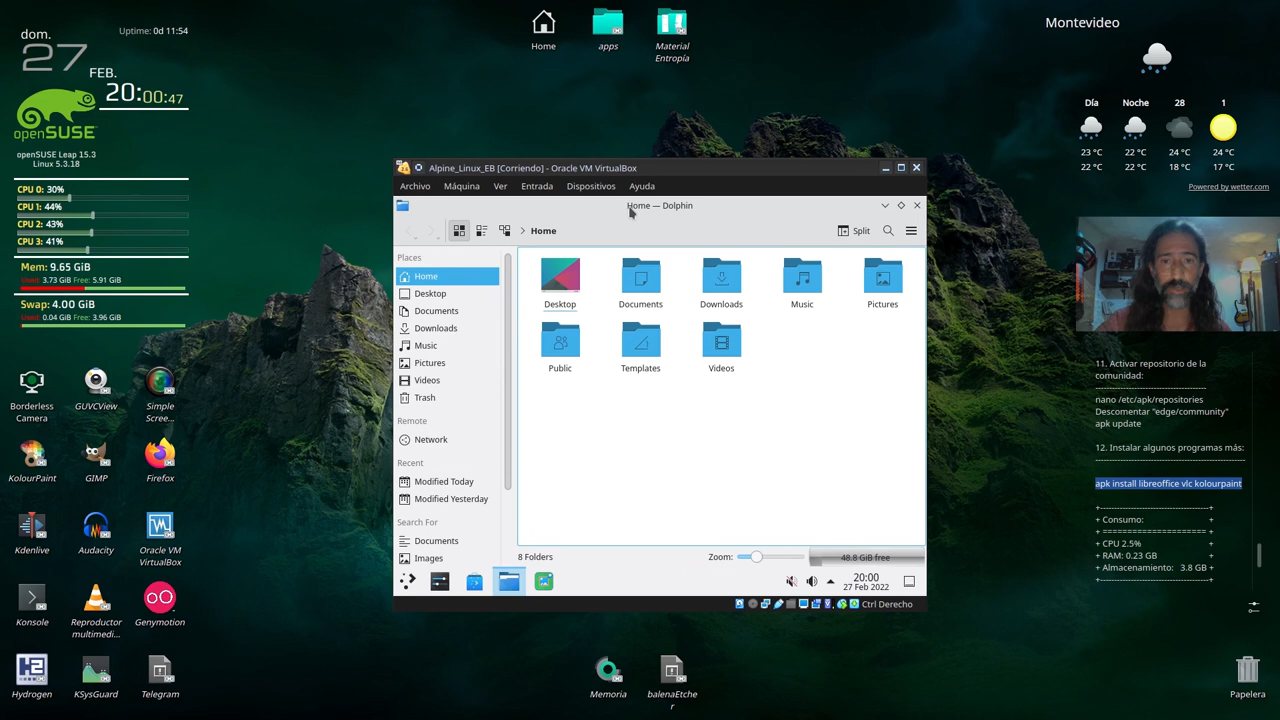 dom.
27
FEB.
20:00:47
Uptime: 0d 11:54
openSUSE
openSUSE Leap 15.3
Linux 5.3.18
CPU 0: 30%
CPU 1: 44%
CPU 2: 43%
CPU 3: 41%
Mem: 9.65 GiB
Used: 3.73 GiB Free: 5.91 GiB
Swap: 4.00 GiB
Used: 0.04 GiB Free: 3.96 GiB
Borderless
Camera
GUVCView
Simple
Scree...
KolourPaint
GIMP
Firefox
Kdenlive
Audacity
Oracle VM
VirtualBox
Konsole
Reproductor
multimedi...
Genymotion
Hydrogen
KSysGuard
Telegram
Home
apps
Material
Entropía
Alpine_Linux_EB [Corriendo] - Oracle VM VirtualBox
Archivo Máquina Ver Entrada Dispositivos Ayuda
Home — Dolphin
Home
Split
Places
Home
Desktop
Documents
Downloads
Music
Pictures
Videos
Trash
Remote
Network
Recent
Modified Today
Modified Yesterday
Search For
Documents
Images
Desktop Documents Downloads Music Pictures
Public Templates Videos
8 Folders
Zoom:
48.8 GiB free
20:00
27 Feb 2022
Ctrl Derecho
Memoria
balenaEtche
r
Montevideo
Día Noche 28 1
23 °C 22 °C 24 °C 24 °C
22 °C 22 °C 18 °C 17 °C
Powered by wetter.com
11. Activar repositorio de la
comunidad:
----------------------------------------
nano /etc/apk/repositories
Descomentar "edge/community"
apk update
12. Instalar algunos programas más:
-----------------------------------------------------
apk install libreoffice vlc kolourpaint
+---------------------------------------+
+ Consumo: +
+ ====================== +
+ CPU 2.5% +
+ RAM: 0.23 GB +
+ Almacenamiento: 3.8 GB +
+---------------------------------------+
Papelera